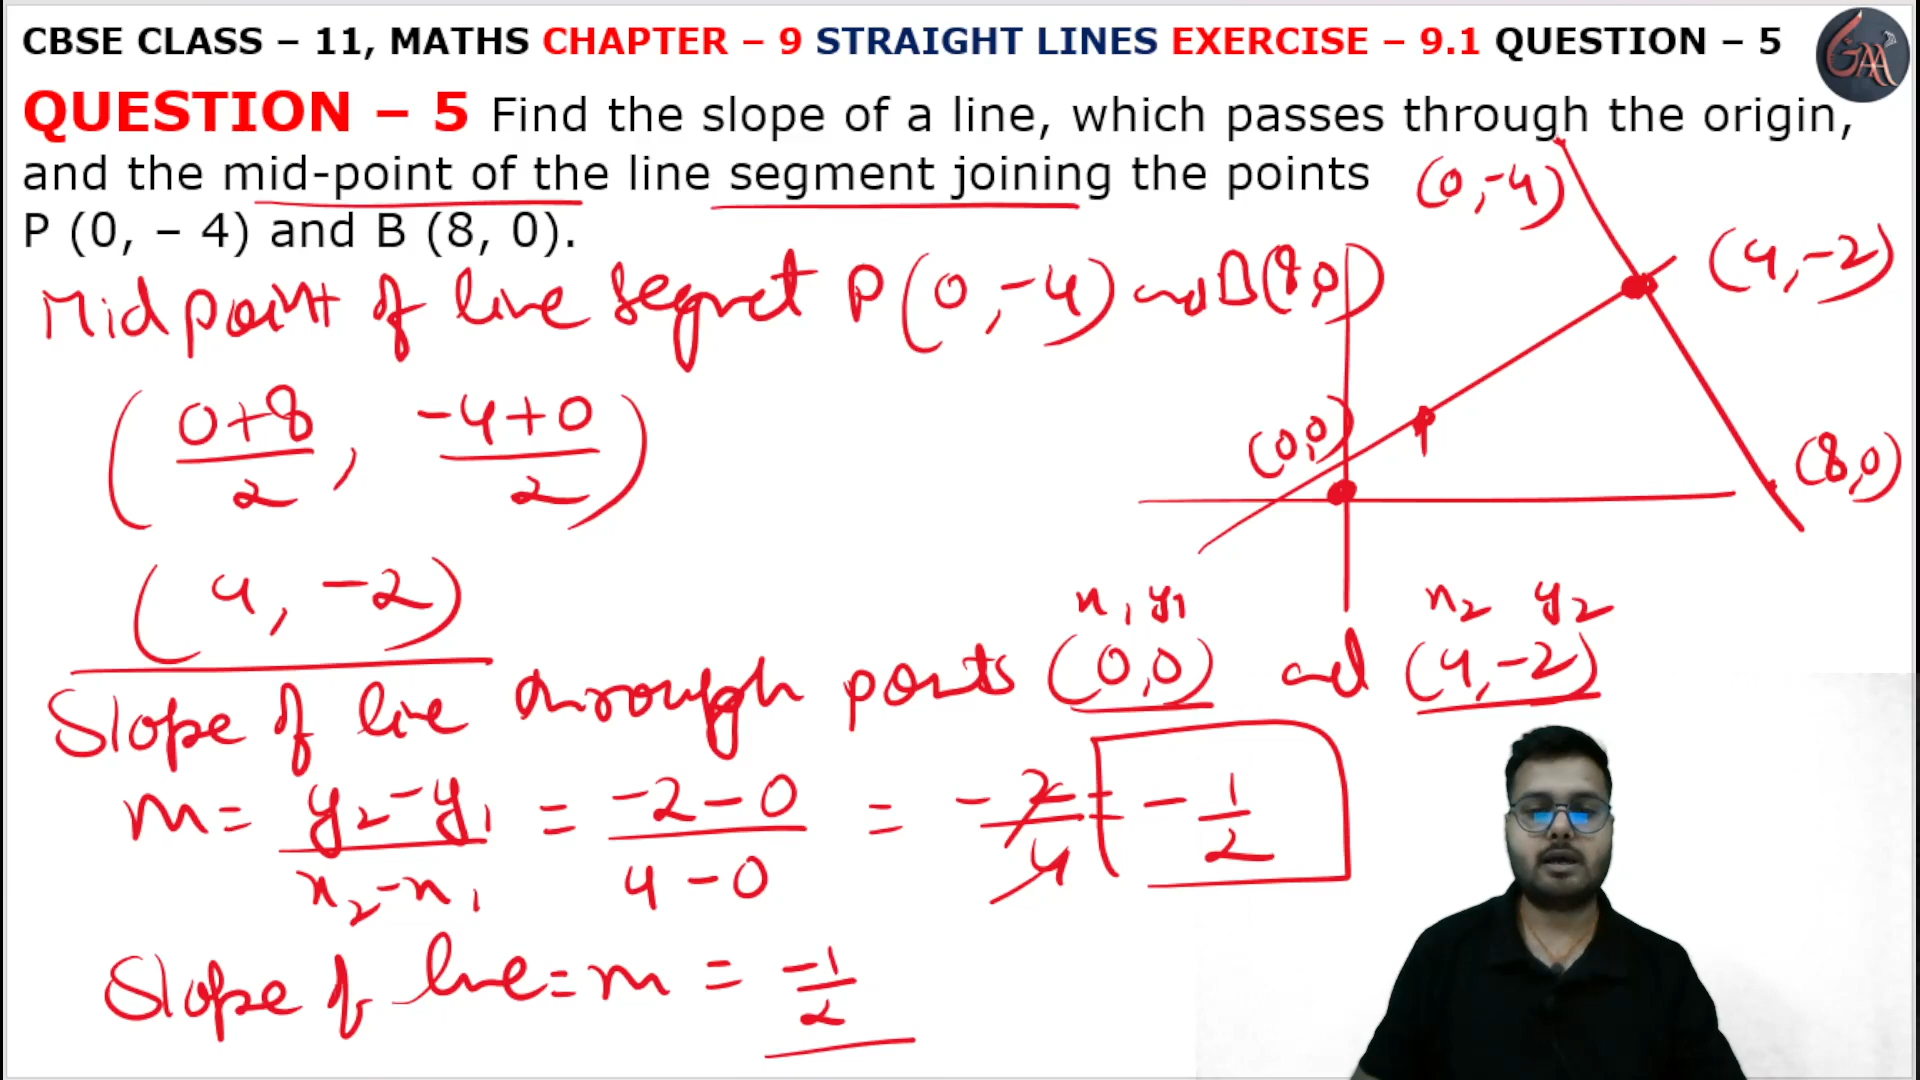 CBSE CLASS – 11, MATHS CHAPTER – 9 STRAIGHT LINES EXERCISE – 9.1 QUESTION – 5
QUESTION – 5 Find the slope of a line, which passes through the origin,
and the mid-point of the line segment joining the points
P (0, – 4) and B (8, 0).
(0,-4)
(4,-2)
Mid point of line segment P(0,-4) and B(8,0)
(0,0)
(8,0)
(0+8/2, -4+0/2)
(4, -2)
x1 y1 x2 y2
Slope of line through points (0,0) and (4,-2)
m = y2-y1/x2-x1 = -2-0/4-0 = -2/4 = -1/2
Slope of line = m = -1/2